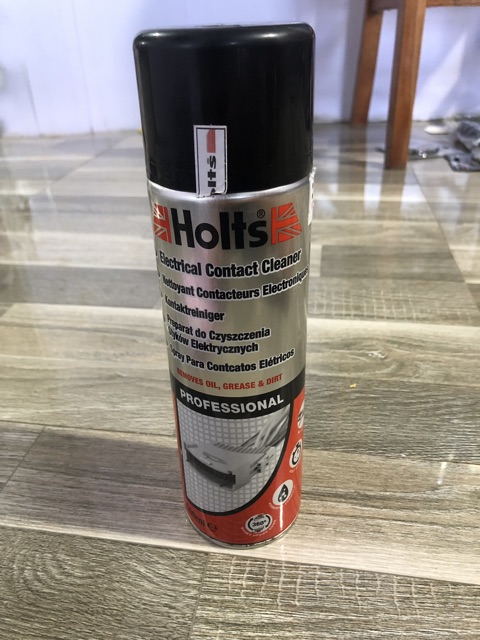 Holts®
Electrical Contact Cleaner
Nettoyant Contacteurs Electroniques
Kontaktreiniger
Preparat do Czyszczenia
Styków Elektrycznych
Spray Para Contcatos Elétricos
REMOVES OIL, GREASE & DIRT
PROFESSIONAL
360°